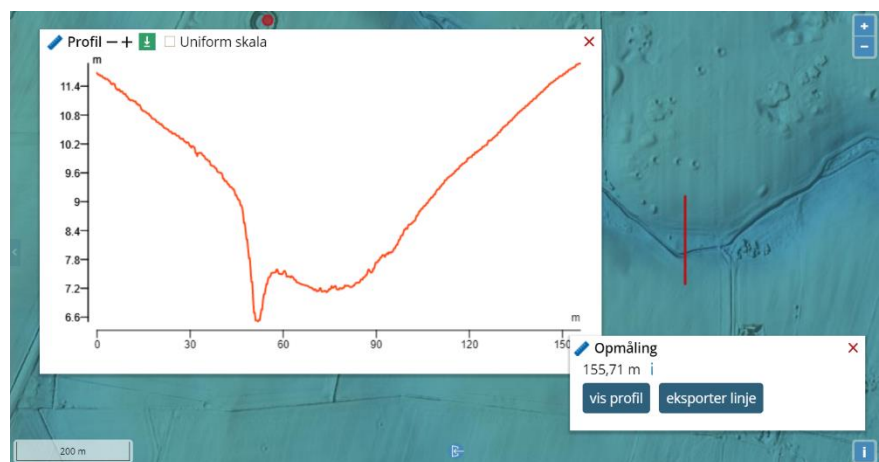 Profil − + Uniform skala
m
11.4
10.8
10.2
9.6
9
8.4
7.8
7.2
6.6
m
0 30 60 90 120 150
Opmåling
155,71 m i
vis profil eksporter linje
200 m
+
−
i